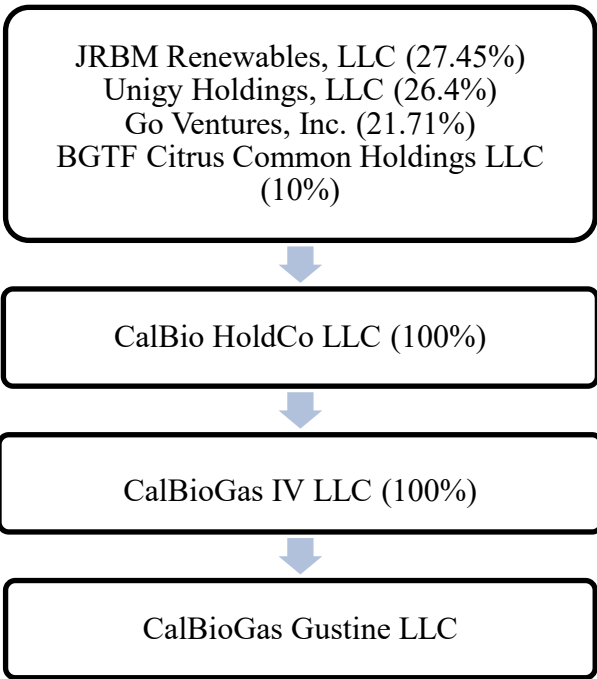 JRBM Renewables, LLC (27.45%)
Unigy Holdings, LLC (26.4%)
Go Ventures, Inc. (21.71%)
BGTF Citrus Common Holdings LLC
(10%)
CalBio HoldCo LLC (100%)
CalBioGas IV LLC (100%)
CalBioGas Gustine LLC